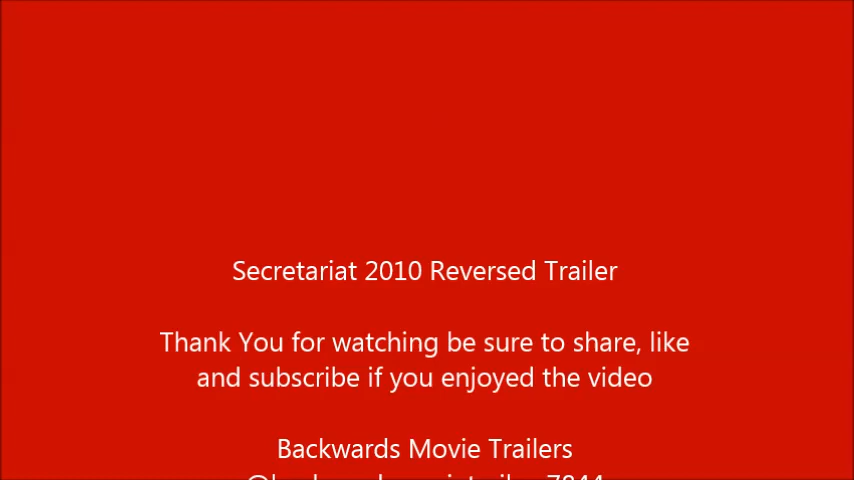 Secretariat 2010 Reversed Trailer
Thank You for watching be sure to share, like
and subscribe if you enjoyed the video
Backwards Movie Trailers